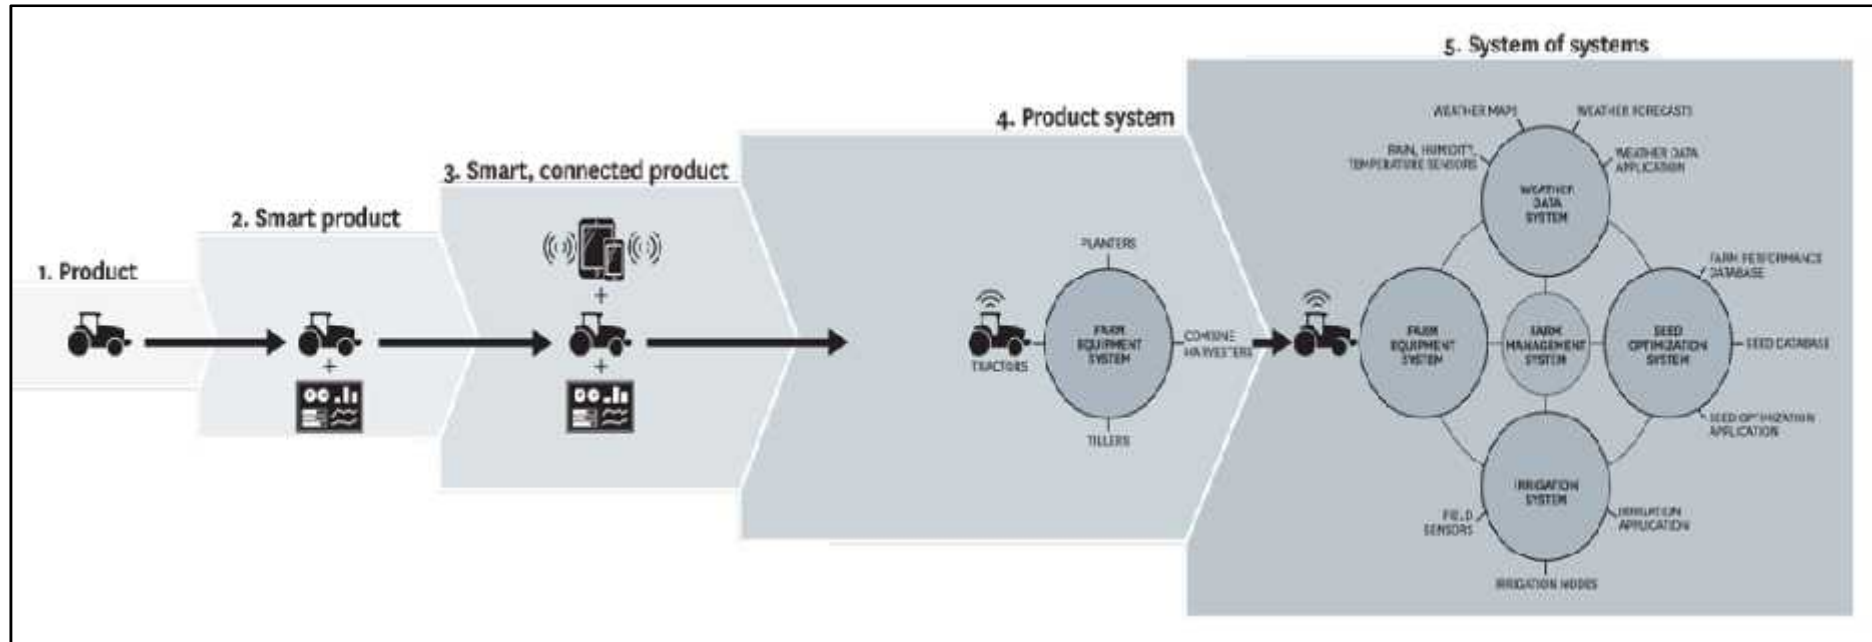 1. Product
2. Smart product
3. Smart, connected product
4. Product system
PLANTERS
TRACTORS
FARM
EQUIPMENT
SYSTEM
COMBINE
HARVESTERS
TILLERS
5. System of systems
WEATHER MAPS
WEATHER FORECASTS
RAIN, HUMIDITY,
TEMPERATURE SENSORS
WEATHER DATA
APPLICATION
WEATHER
DATA
SYSTEM
FARM PERFORMANCE
DATABASE
FARM
EQUIPMENT
SYSTEM
FARM
MANAGEMENT
SYSTEM
SEED
OPTIMIZATION
SYSTEM
SEED DATABASE
SEED OPTIMIZATION
APPLICATION
IRRIGATION
SYSTEM
FIELD
SENSORS
IRRIGATION
APPLICATION
IRRIGATION NODES